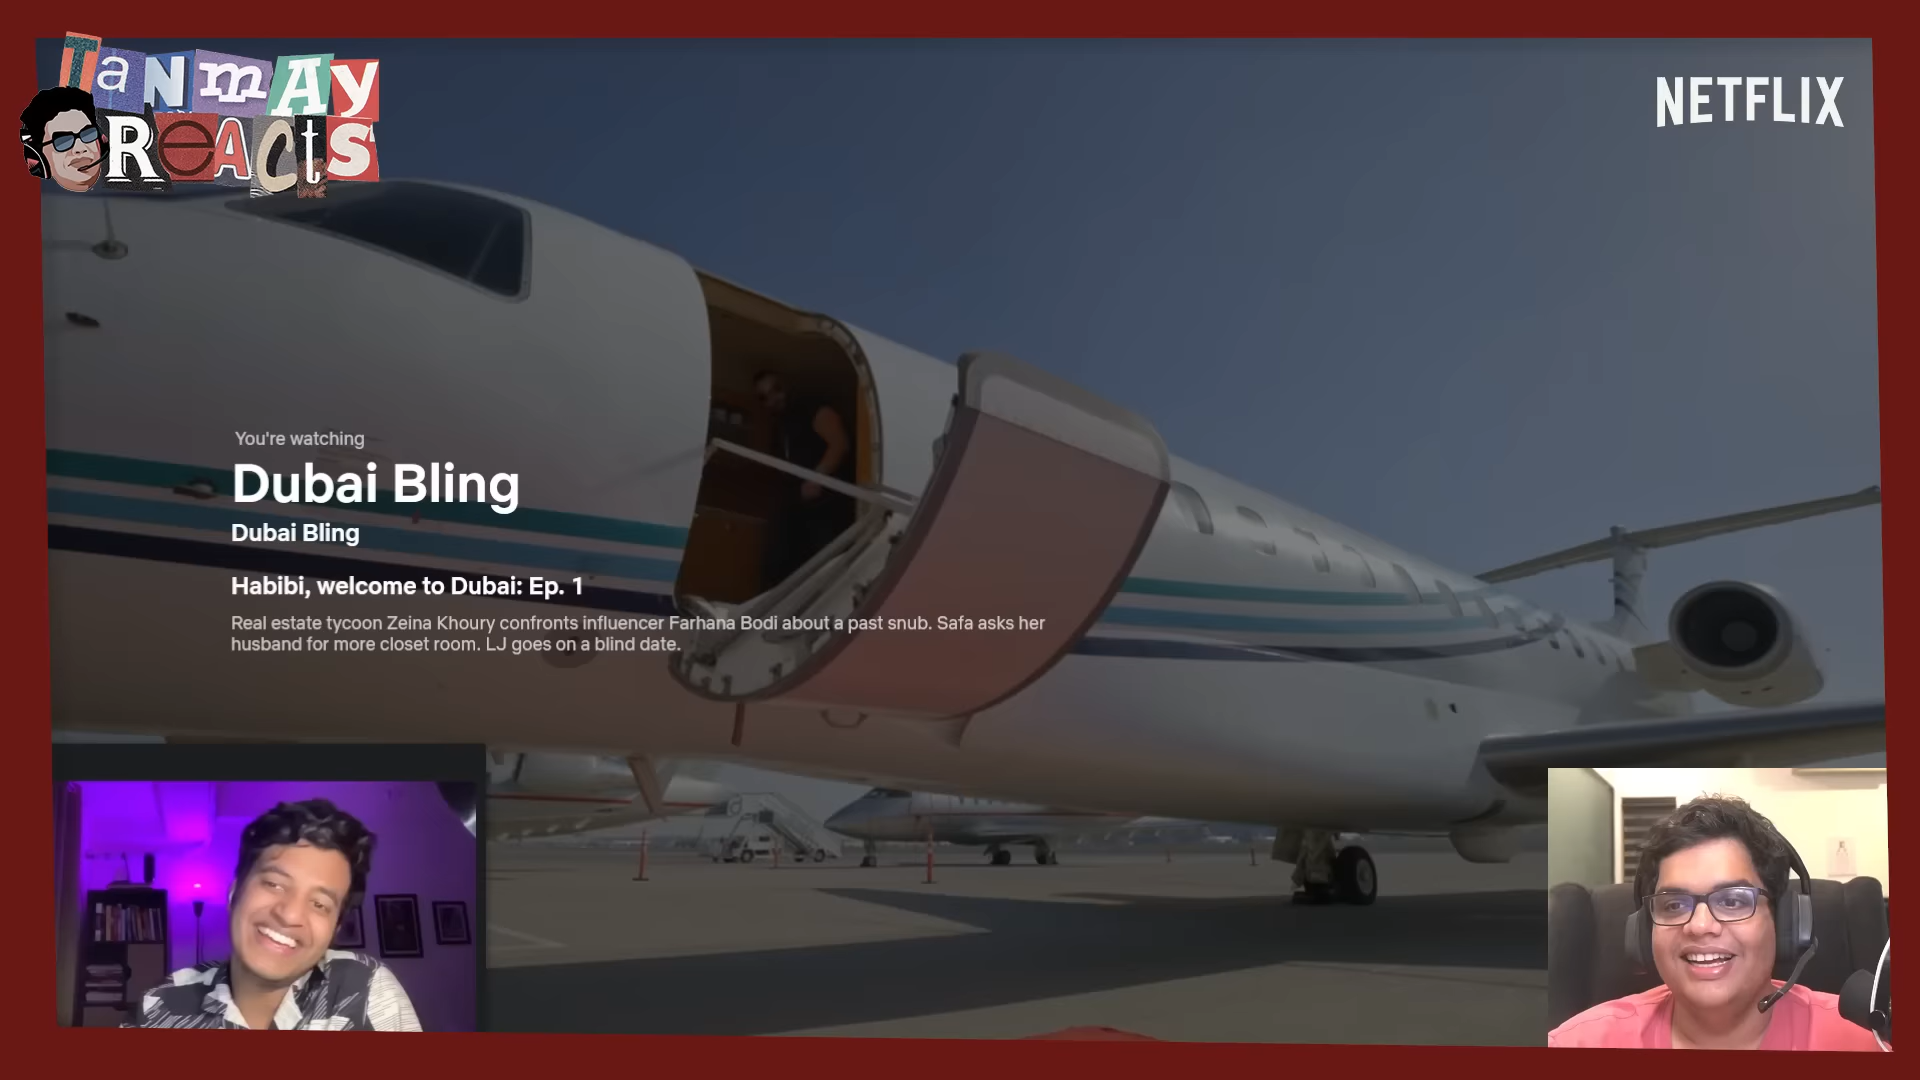 TaNmAy
ReActS
NETFLIX
You're watching
Dubai Bling
Dubai Bling
Habibi, welcome to Dubai: Ep. 1
Real estate tycoon Zeina Khoury confronts influencer Farhana Bodi about a past snub. Safa asks her
husband for more closet room. LJ goes on a blind date.